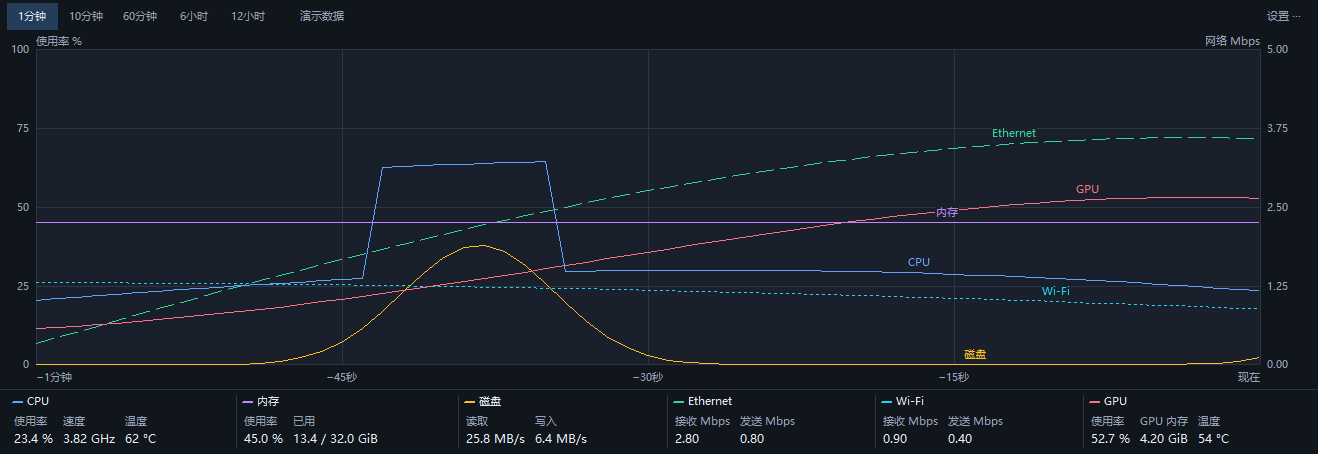 1分钟 10分钟 60分钟 6小时 12小时 演示数据 设置 ...
使用率 % 网络 Mbps
100 5.00
Ethernet
75 3.75
GPU
内存
50 2.50
CPU
25 1.25
Wi-Fi
磁盘
0 0.00
−1分钟 −45秒 −30秒 −15秒 现在
CPU 内存 磁盘 Ethernet Wi-Fi GPU
使用率 速度 温度 使用率 已用 读取 写入 接收 Mbps 发送 Mbps 接收 Mbps 发送 Mbps 使用率 GPU 内存 温度
23.4 % 3.82 GHz 62 °C 45.0 % 13.4 / 32.0 GiB 25.8 MB/s 6.4 MB/s 2.80 0.80 0.90 0.40 52.7 % 4.20 GiB 54 °C